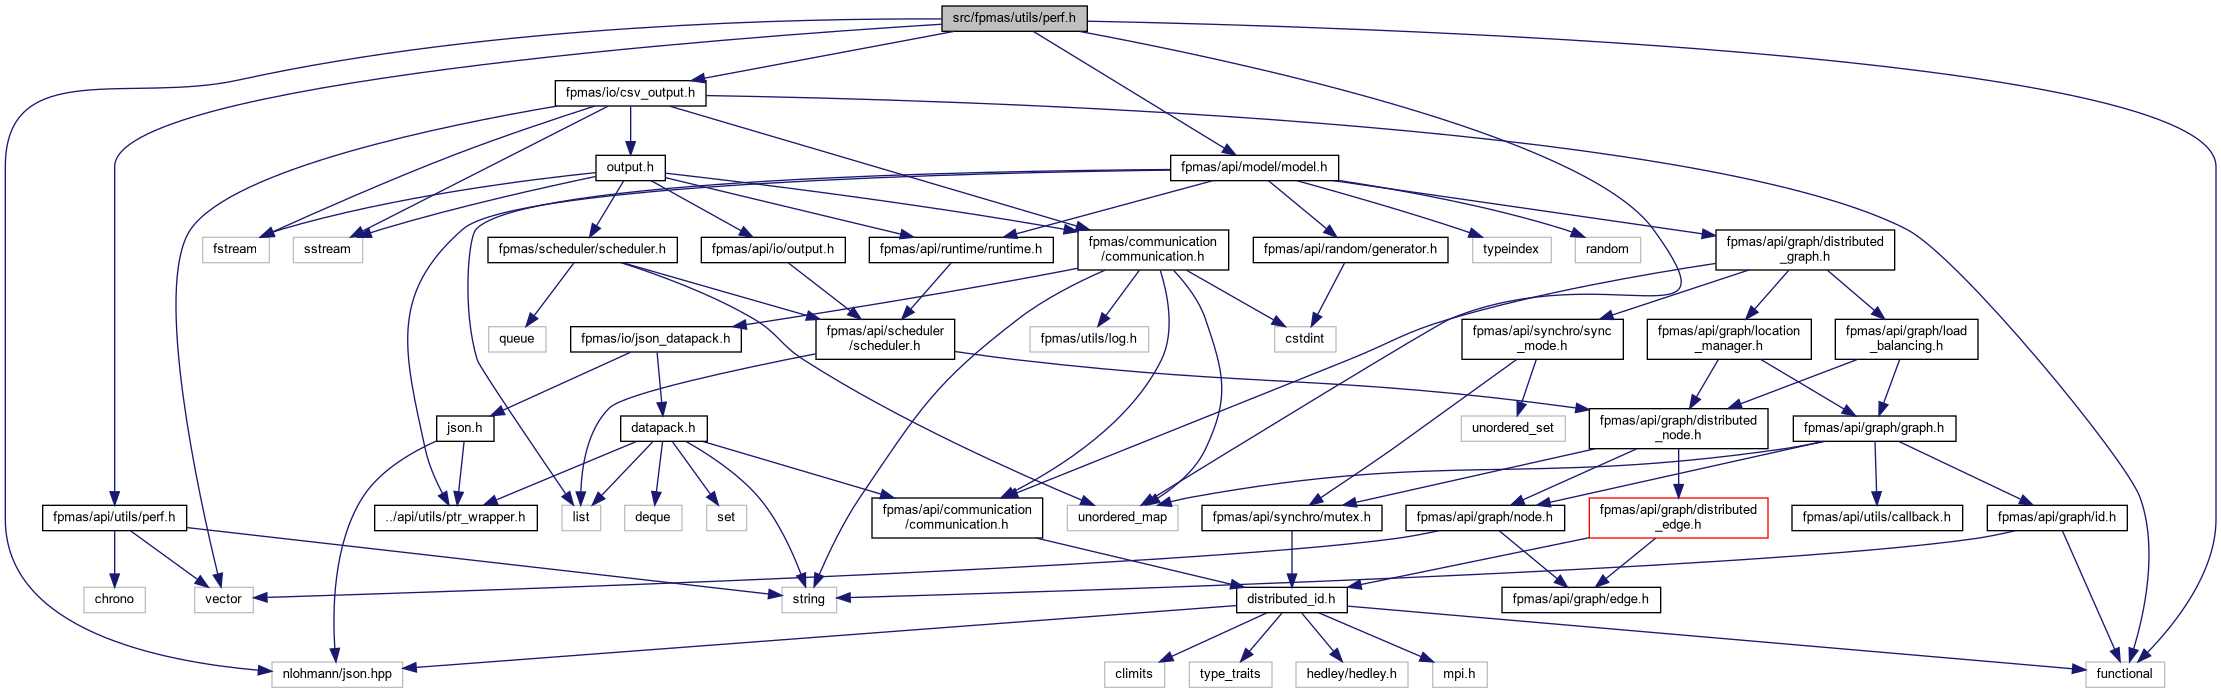 src/fpmas/utils/perf.h
fpmas/io/csv_output.h
output.h
fpmas/api/model/model.h
fstream
sstream
fpmas/scheduler/scheduler.h
fpmas/api/io/output.h
fpmas/api/runtime/runtime.h
fpmas/communication
/communication.h
fpmas/api/random/generator.h
typeindex
random
fpmas/api/graph/distributed
_graph.h
queue
fpmas/io/json_datapack.h
fpmas/api/scheduler
/scheduler.h
fpmas/utils/log.h
cstdint
fpmas/api/synchro/sync
_mode.h
fpmas/api/graph/location
_manager.h
fpmas/api/graph/load
_balancing.h
json.h
datapack.h
unordered_set
fpmas/api/graph/distributed
_node.h
fpmas/api/graph/graph.h
fpmas/api/utils/perf.h
../api/utils/ptr_wrapper.h
list
deque
set
fpmas/api/communication
/communication.h
unordered_map
fpmas/api/synchro/mutex.h
fpmas/api/graph/node.h
fpmas/api/graph/distributed
_edge.h
fpmas/api/utils/callback.h
fpmas/api/graph/id.h
chrono
vector
string
distributed_id.h
fpmas/api/graph/edge.h
nlohmann/json.hpp
climits
type_traits
hedley/hedley.h
mpi.h
functional